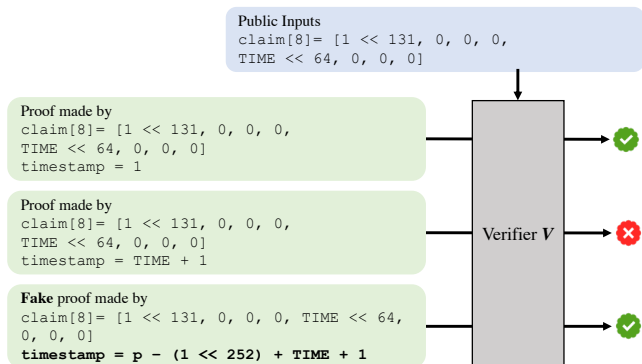 Public Inputs
claim[8]= [1 << 131, 0, 0, 0,
TIME << 64, 0, 0, 0]
Proof made by
claim[8]= [1 << 131, 0, 0, 0,
TIME << 64, 0, 0, 0]
timestamp = 1
Proof made by
claim[8]= [1 << 131, 0, 0, 0,
TIME << 64, 0, 0, 0]
timestamp = TIME + 1
Verifier V
Fake proof made by
claim[8]= [1 << 131, 0, 0, 0, TIME << 64,
0, 0, 0]
timestamp = p - (1 << 252) + TIME + 1